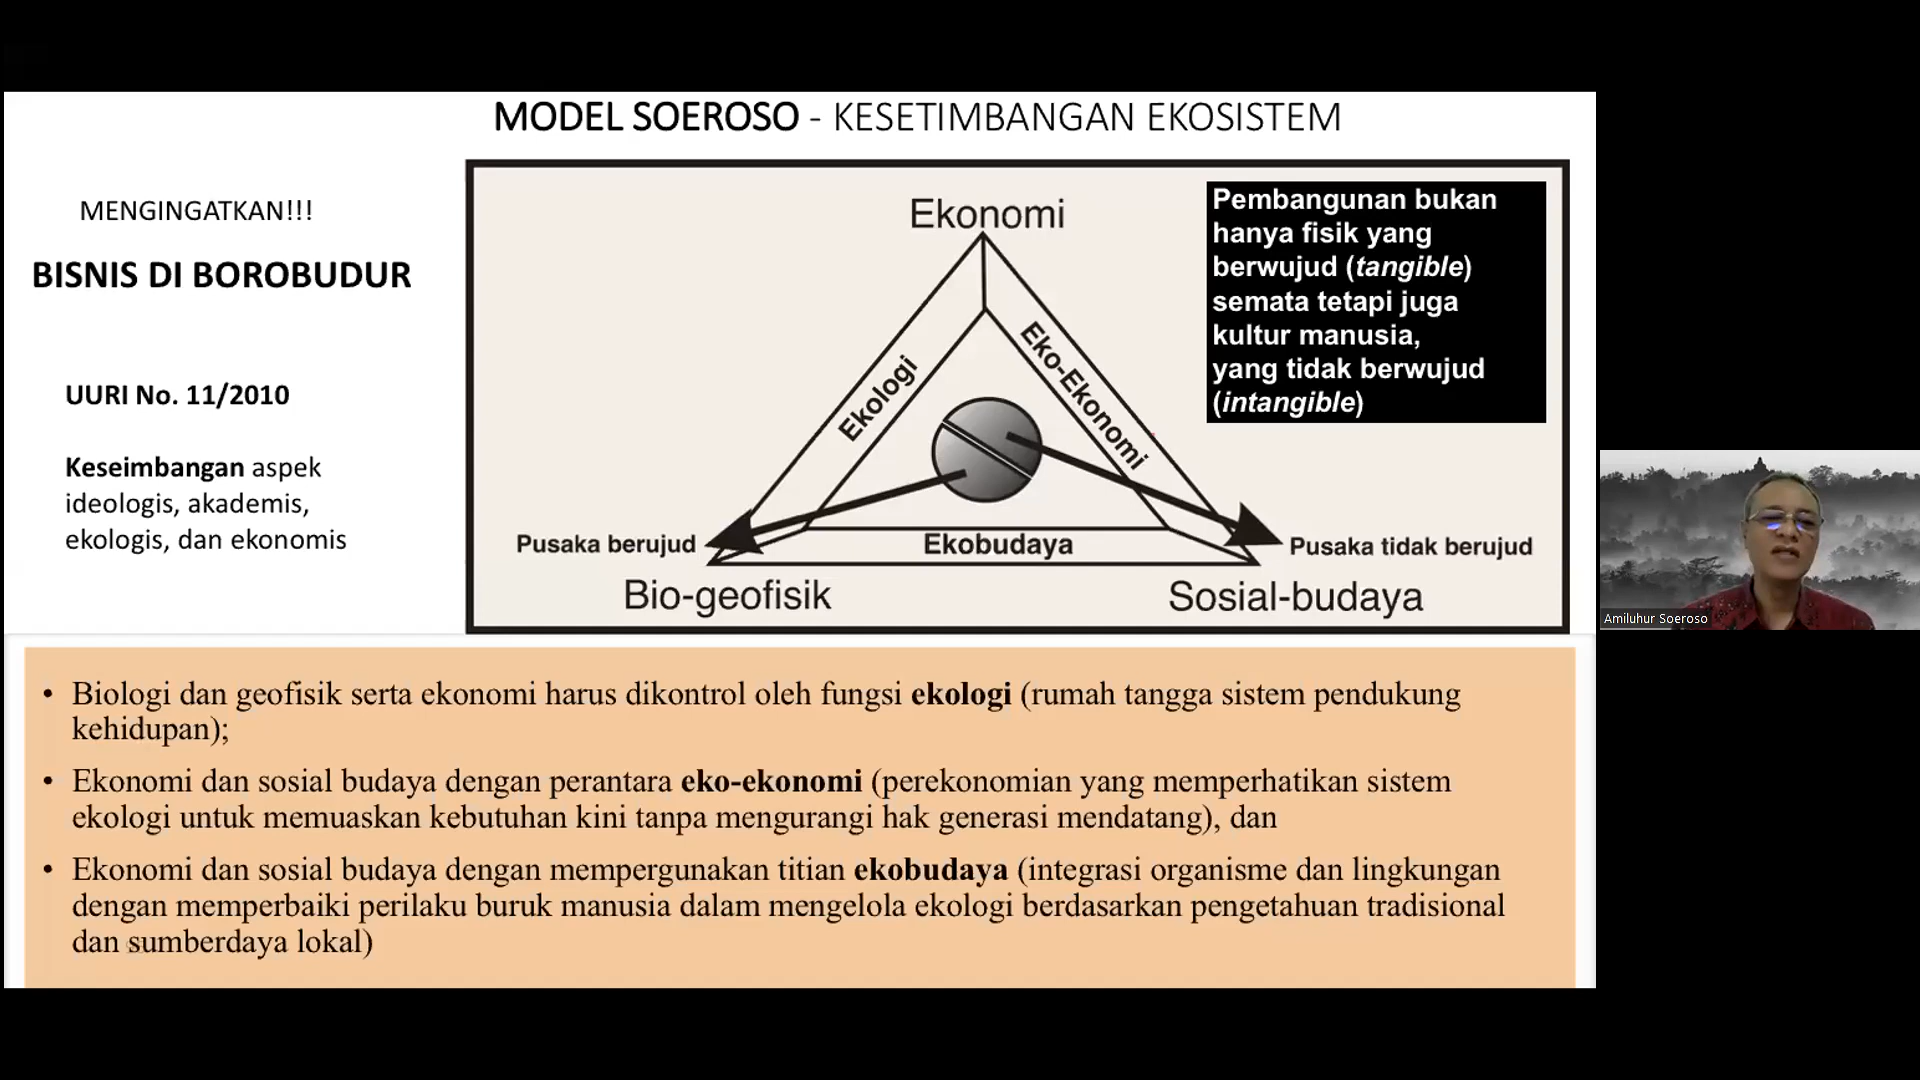 MODEL SOEROSO - KESETIMBANGAN EKOSISTEM
MENGINGATKAN!!!
BISNIS DI BOROBUDUR
UURI No. 11/2010
Keseimbangan aspek
ideologis, akademis,
ekologis, dan ekonomis
Ekonomi
Ekologi
Eko-Ekonomi
Ekobudaya
Pusaka berujud
Pusaka tidak berujud
Bio-geofisik
Sosial-budaya
Pembangunan bukan
hanya fisik yang
berwujud (tangible)
semata tetapi juga
kultur manusia,
yang tidak berwujud
(intangible)
Amiluhur Soeroso
• Biologi dan geofisik serta ekonomi harus dikontrol oleh fungsi ekologi (rumah tangga sistem pendukung
kehidupan);
• Ekonomi dan sosial budaya dengan perantara eko-ekonomi (perekonomian yang memperhatikan sistem
ekologi untuk memuaskan kebutuhan kini tanpa mengurangi hak generasi mendatang), dan
• Ekonomi dan sosial budaya dengan mempergunakan titian ekobudaya (integrasi organisme dan lingkungan
dengan memperbaiki perilaku buruk manusia dalam mengelola ekologi berdasarkan pengetahuan tradisional
dan sumberdaya lokal)